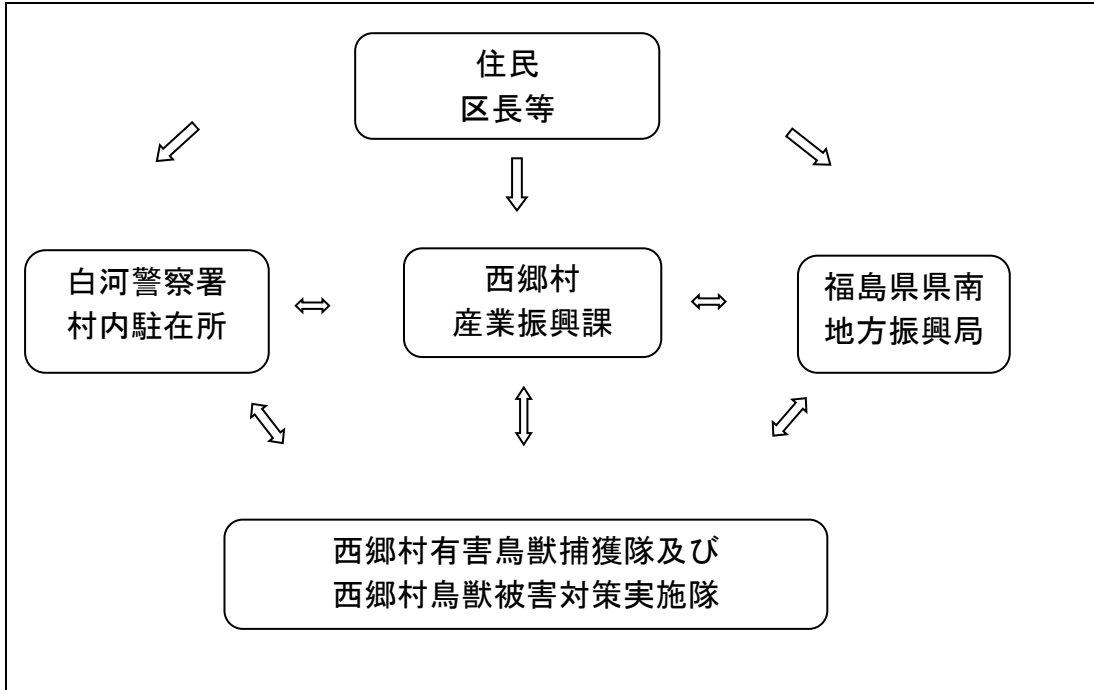 住民
区長等
白河警察署
村内駐在所
西郷村
産業振興課
福島県県南
地方振興局
西郷村有害鳥獣捕獲隊及び
西郷村鳥獣被害対策実施隊